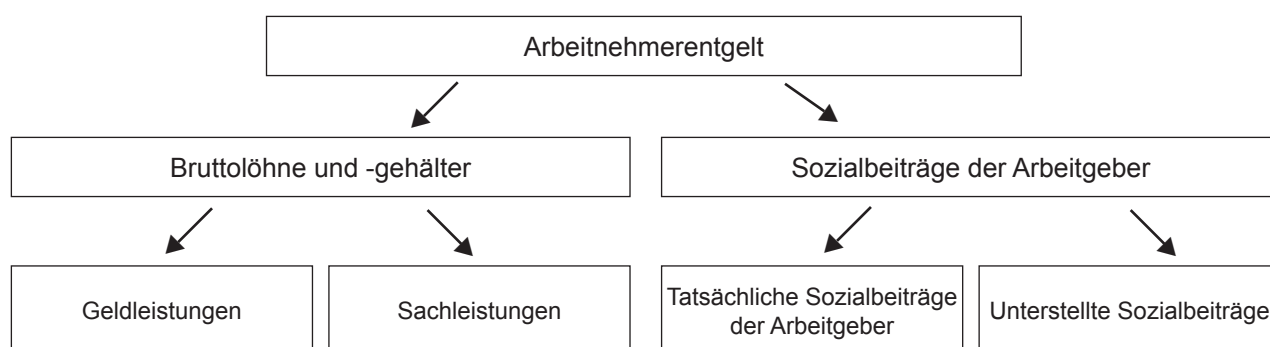 Arbeitnehmerentgelt
Bruttolöhne und -gehälter
Sozialbeiträge der Arbeitgeber
Geldleistungen
Sachleistungen
Tatsächliche Sozialbeiträge
der Arbeitgeber
Unterstellte Sozialbeiträge